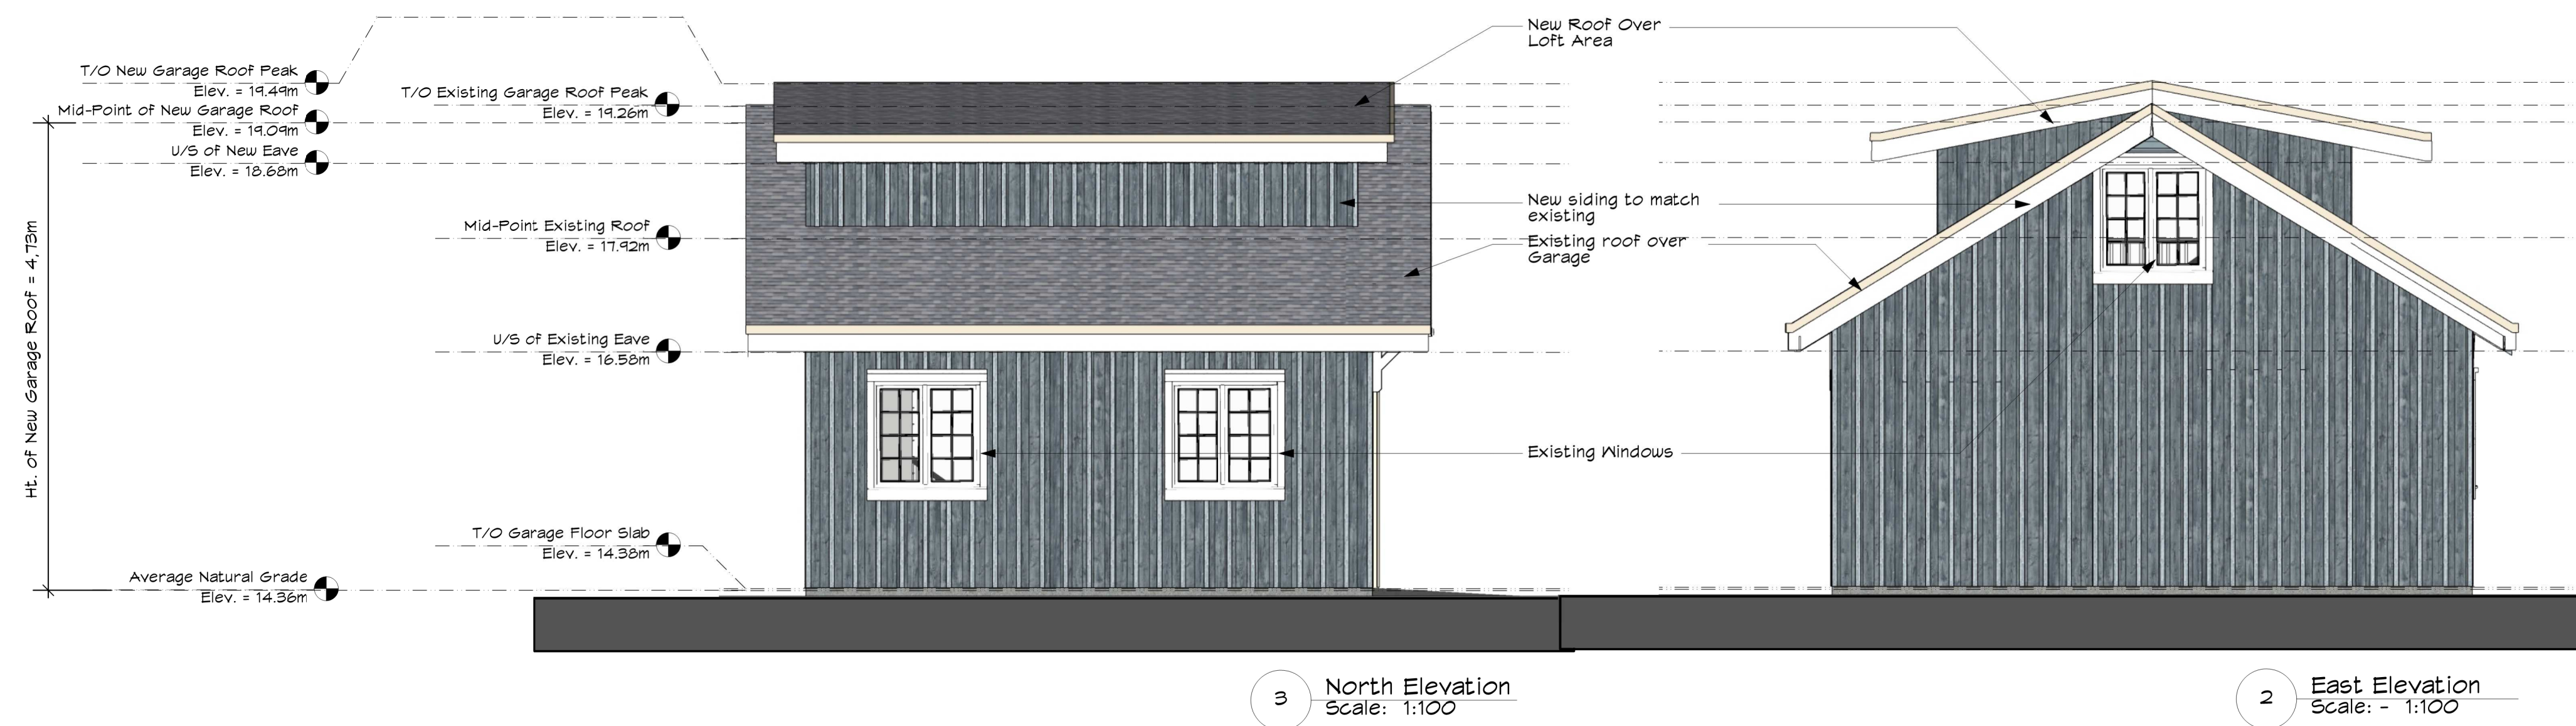 T/O New Garage Roof Peak
Elev. = 19.49m
Mid-Point of New Garage Roof
Elev. = 19.09m
U/S of New Eave
Elev. = 18.68m
T/O Existing Garage Roof Peak
Elev. = 19.26m
Mid-Point Existing Roof
Elev. = 17.92m
U/S of Existing Eave
Elev. = 16.58m
T/O Garage Floor Slab
Elev. = 14.38m
Average Natural Grade
Elev. = 14.36m
Ht. of New Garage Roof = 4,73m
New Roof Over
Loft Area
New siding to match
existing
Existing roof over
Garage
Existing Windows
3
North Elevation
Scale: 1:100
2
East Elevation
Scale: - 1:100